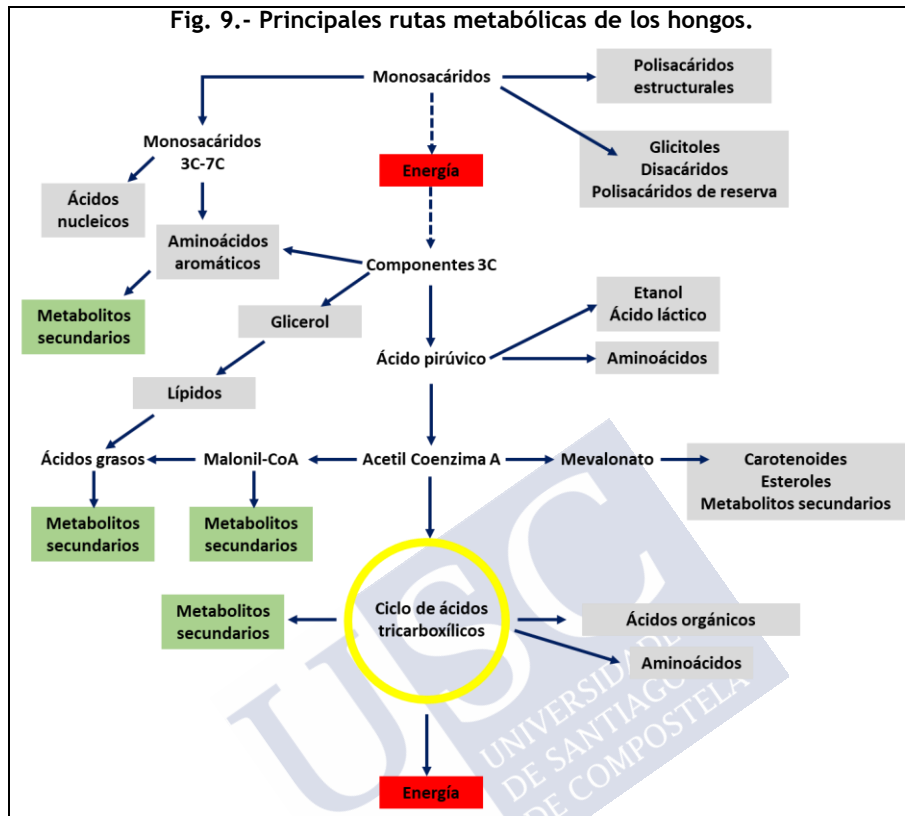 Fig. 9.- Principales rutas metabólicas de los hongos.
Monosacáridos
Polisacáridos
estructurales
Monosacáridos
3C-7C
Glicitoles
Disacáridos
Polisacáridos de reserva
Energía
Ácidos
nucleicos
Aminoácidos
aromáticos
Componentes 3C
Metabolitos
secundarios
Glicerol
Etanol
Ácido láctico
Ácido pirúvico
Aminoácidos
Lípidos
Ácidos grasos
Malonil-CoA
Acetil Coenzima A
Mevalonato
Carotenoides
Esteroles
Metabolitos secundarios
Metabolitos
secundarios
Metabolitos
secundarios
Metabolitos
secundarios
Ciclo de ácidos
tricarboxílicos
Ácidos orgánicos
Aminoácidos
Energía
USC
UNIVERSIDADE
DE SANTIAGO
DE COMPOSTELA